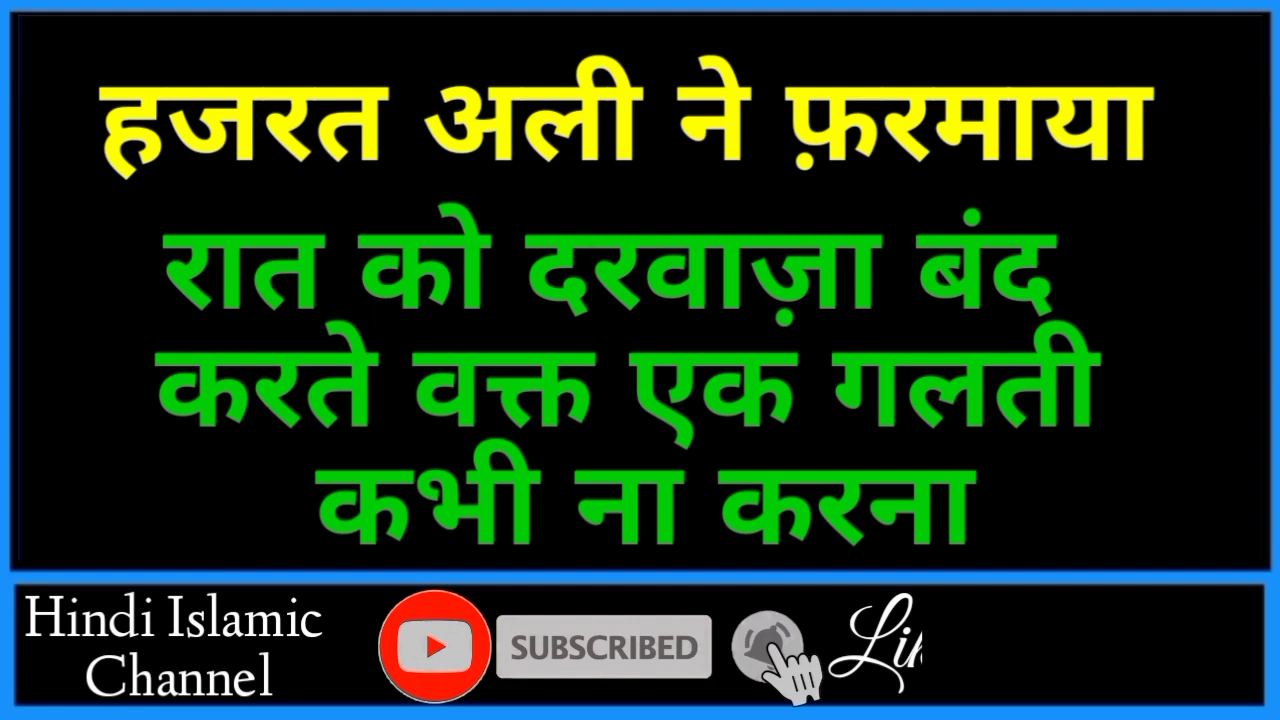 हजरत अली ने फ़रमाया
रात को दरवाज़ा बंद
करते वक्त एक गलती
कभी ना करना
Hindi Islamic
Channel
SUBSCRIBED